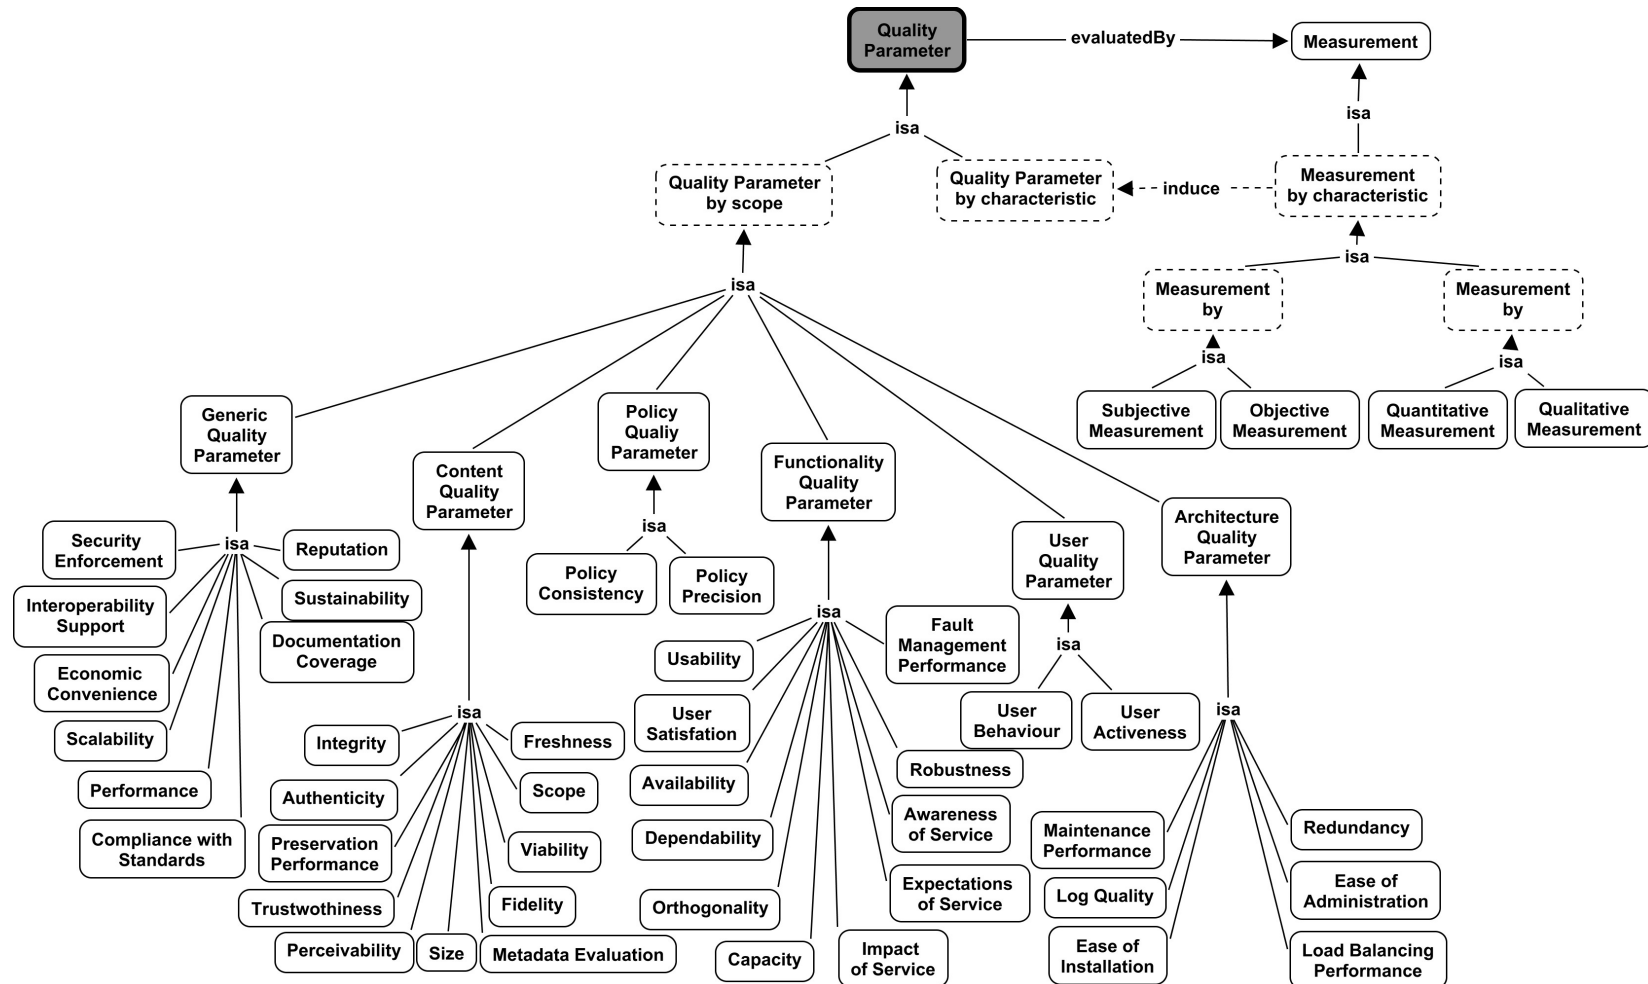 Quality
Parameter
evaluatedBy
Measurement
isa
isa
Quality Parameter
by scope
Quality Parameter
by characteristic
induce
Measurement
by characteristic
isa
isa
Measurement
by
Measurement
by
isa
isa
Subjective
Measurement
Objective
Measurement
Quantitative
Measurement
Qualitative
Measurement
Generic
Quality
Parameter
Content
Quality
Parameter
Policy
Qualiy
Parameter
Functionality
Quality
Parameter
User
Quality
Parameter
Architecture
Quality
Parameter
isa
Security
Enforcement
Reputation
Interoperability
Support
Sustainability
Documentation
Coverage
Economic
Convenience
Scalability
Performance
Compliance with
Standards
isa
Integrity
Freshness
Authenticity
Scope
Preservation
Performance
Viability
Trustwothiness
Fidelity
Perceivability
Size
Metadata Evaluation
isa
Policy
Consistency
Policy
Precision
isa
Usability
Fault
Management
Performance
User
Satisfation
Availability
Robustness
Dependability
Awareness
of Service
Orthogonality
Expectations
of Service
Capacity
Impact
of Service
isa
User
Behaviour
User
Activeness
isa
Maintenance
Performance
Redundancy
Log Quality
Ease of
Administration
Ease of
Installation
Load Balancing
Performance